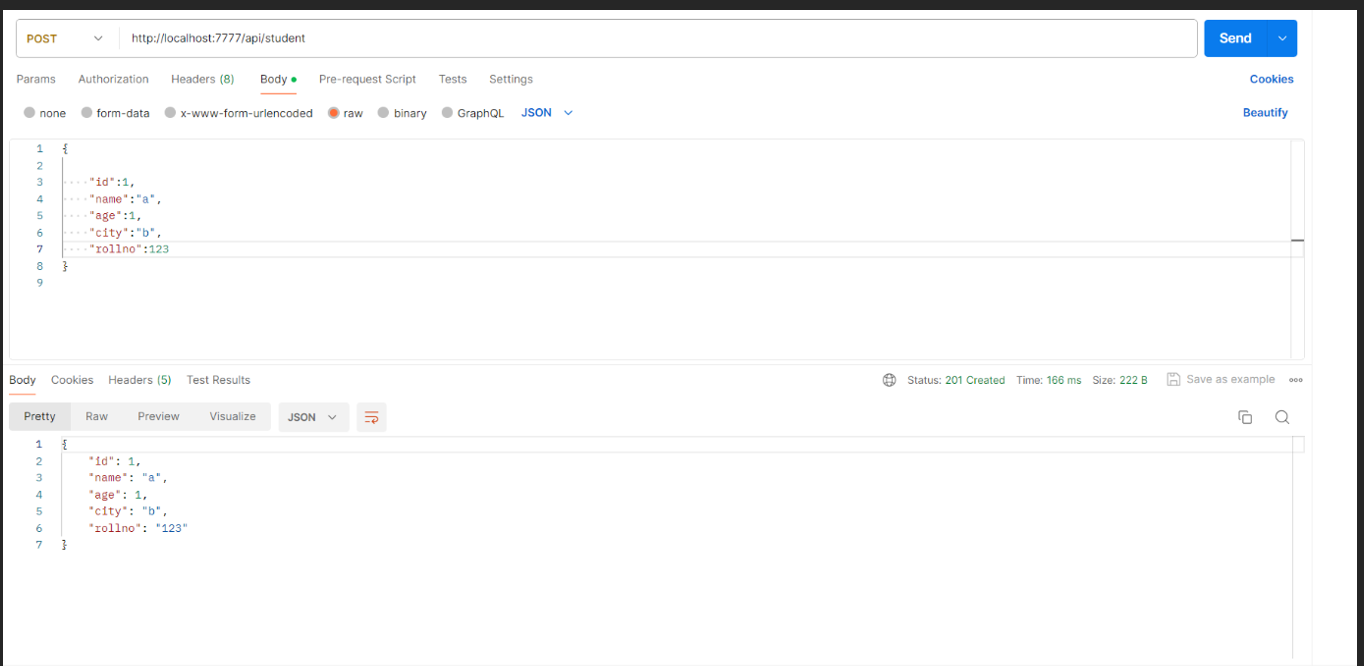 POST http://localhost:7777/api/student Send
Params Authorization Headers (8) Body Pre-request Script Tests Settings Cookies
none form-data x-www-form-urlencoded raw binary GraphQL JSON Beautify
1 {
2
3 "id":1,
4 "name":"a",
5 "age":1,
6 "city":"b",
7 "rollno":123
8 }
9
Body Cookies Headers (5) Test Results Status: 201 Created Time: 166 ms Size: 222 B Save as example
Pretty Raw Preview Visualize JSON
1 {
2 "id": 1,
3 "name": "a",
4 "age": 1,
5 "city": "b",
6 "rollno": "123"
7 }